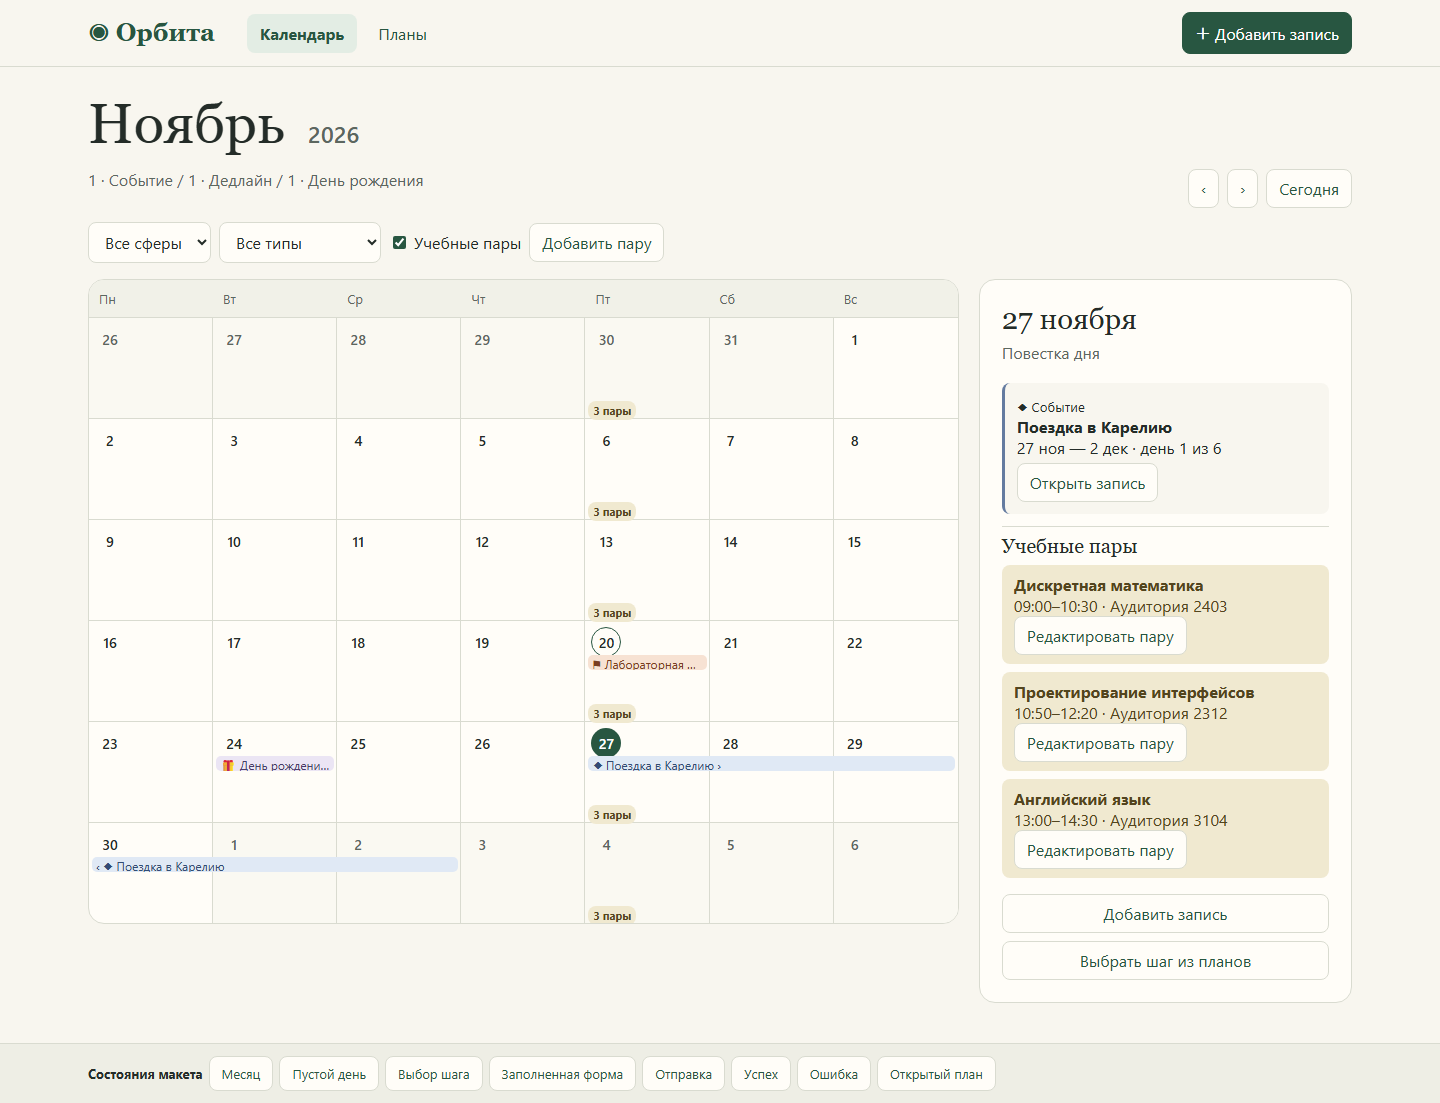 ◉ Орбита Календарь Планы + Добавить запись
Ноябрь 2026
1 · Событие / 1 · Дедлайн / 1 · День рождения
‹ › Сегодня
Все сферы Все типы Учебные пары Добавить пару
Пн Вт Ср Чт Пт Сб Вс
26 27 28 29 30 31 1
3 пары
2 3 4 5 6 7 8
3 пары
9 10 11 12 13 14 15
3 пары
16 17 18 19 20 21 22
⚑ Лабораторная ...
3 пары
23 24 25 26 27 28 29
🎁 День рождени... ◆ Поездка в Карелию ›
3 пары
30 1 2 3 4 5 6
‹ ◆ Поездка в Карелию
3 пары
27 ноября
Повестка дня
◆ Событие
Поездка в Карелию
27 ноя — 2 дек · день 1 из 6
Открыть запись
Учебные пары
Дискретная математика
09:00–10:30 · Аудитория 2403
Редактировать пару
Проектирование интерфейсов
10:50–12:20 · Аудитория 2312
Редактировать пару
Английский язык
13:00–14:30 · Аудитория 3104
Редактировать пару
Добавить запись
Выбрать шаг из планов
Состояния макета Месяц Пустой день Выбор шага Заполненная форма Отправка Успех Ошибка Открытый план